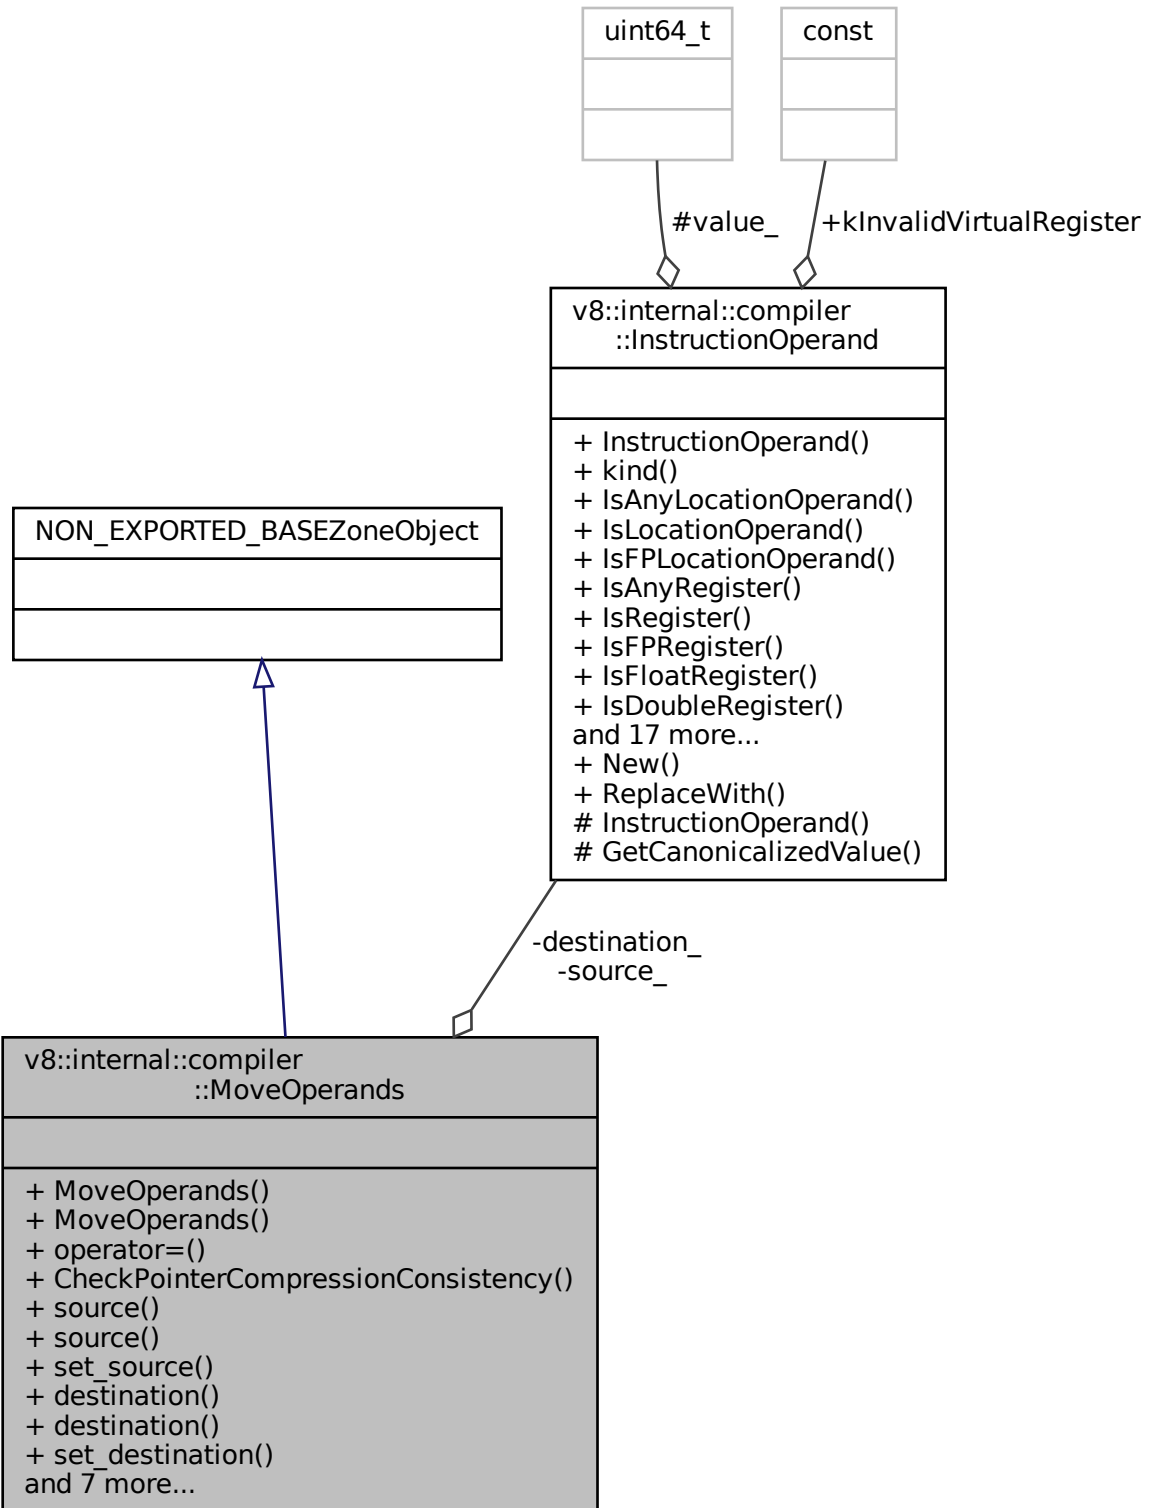 uint64_t
const
#value_
+kInvalidVirtualRegister
v8::internal::compiler
::InstructionOperand
+ InstructionOperand()
+ kind()
+ IsAnyLocationOperand()
+ IsLocationOperand()
+ IsFPLocationOperand()
+ IsAnyRegister()
+ IsRegister()
+ IsFPRegister()
+ IsFloatRegister()
+ IsDoubleRegister()
and 17 more...
+ New()
+ ReplaceWith()
# InstructionOperand()
# GetCanonicalizedValue()
NON_EXPORTED_BASEZoneObject
-destination_
-source_
v8::internal::compiler
::MoveOperands
+ MoveOperands()
+ MoveOperands()
+ operator=()
+ CheckPointerCompressionConsistency()
+ source()
+ source()
+ set_source()
+ destination()
+ destination()
+ set_destination()
and 7 more...